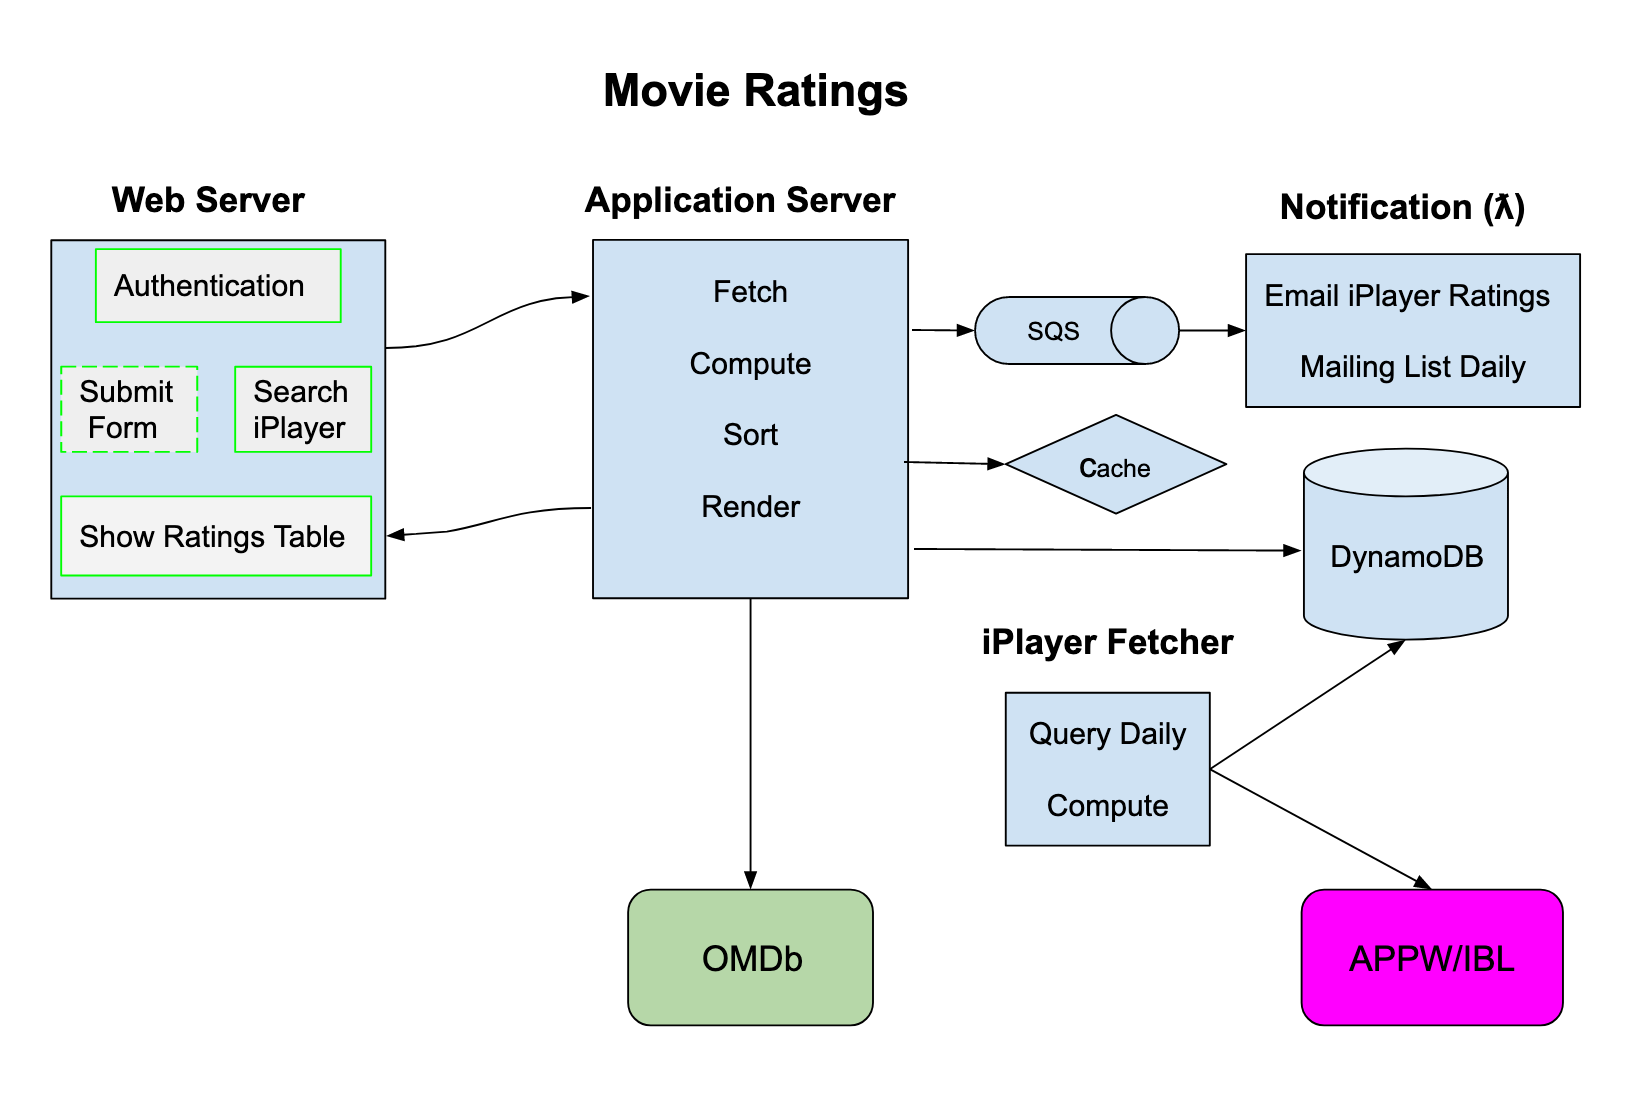 Movie Ratings
Web Server
Authentication
Submit
Form
Search
iPlayer
Show Ratings Table
Application Server
Fetch
Compute
Sort
Render
SQS
Cache
Notification (ƛ)
Email iPlayer Ratings
Mailing List Daily
DynamoDB
iPlayer Fetcher
Query Daily
Compute
OMDb
APPW/IBL